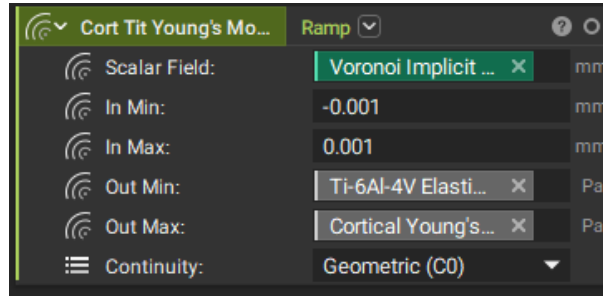 Cort Tit Young's Mo... Ramp ?
Scalar Field: Voronoi Implicit ... × mm
In Min: -0.001 mm
In Max: 0.001 mm
Out Min: Ti-6Al-4V Elasti... × Pa
Out Max: Cortical Young's... × Pa
Continuity: Geometric (C0)